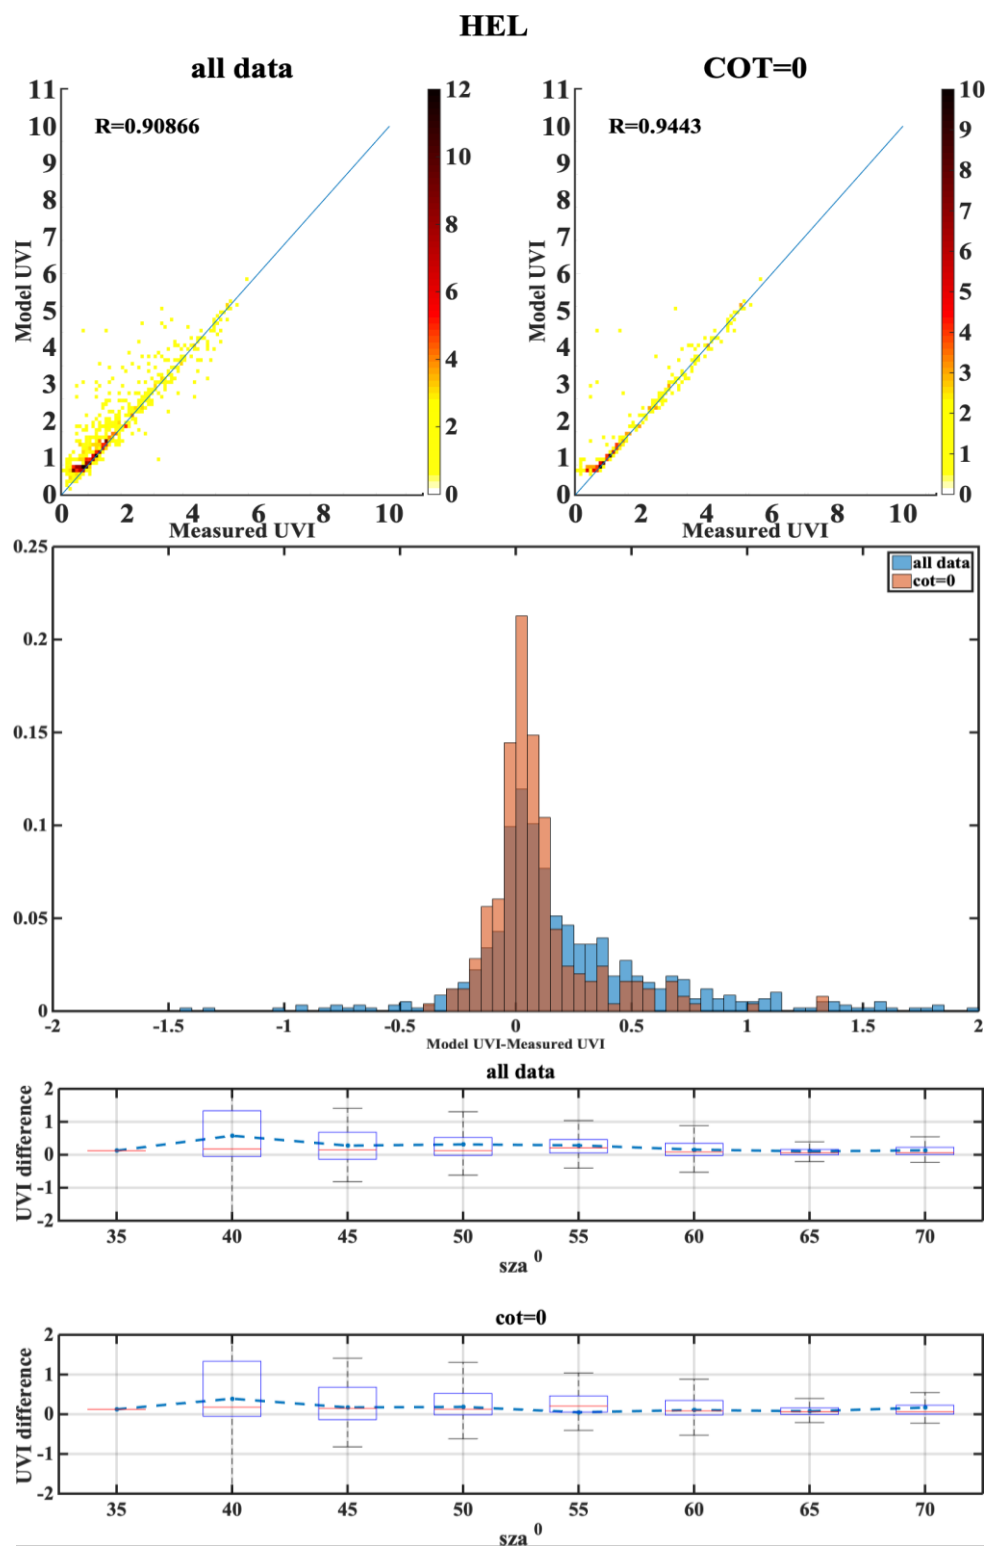 HEL
all data
COT=0
R=0.90866
R=0.9443
11
10
9
8
7
6
5
4
3
2
1
0
Model UVI
0 2 4 6 8 10
Measured UVI
12
10
8
6
4
2
0
11
10
9
8
7
6
5
4
3
2
1
0
Model UVI
0 2 4 6 8 10
Measured UVI
10
9
8
7
6
5
4
3
2
1
0
0.25
0.2
0.15
0.1
0.05
0
all data
cot=0
-2 -1.5 -1 -0.5 0 0.5 1 1.5 2
Model UVI-Measured UVI
all data
UVI difference
2
1
0
-1
-2
35 40 45 50 55 60 65 70
sza 0
cot=0
UVI difference
2
1
0
-1
-2
35 40 45 50 55 60 65 70
sza 0